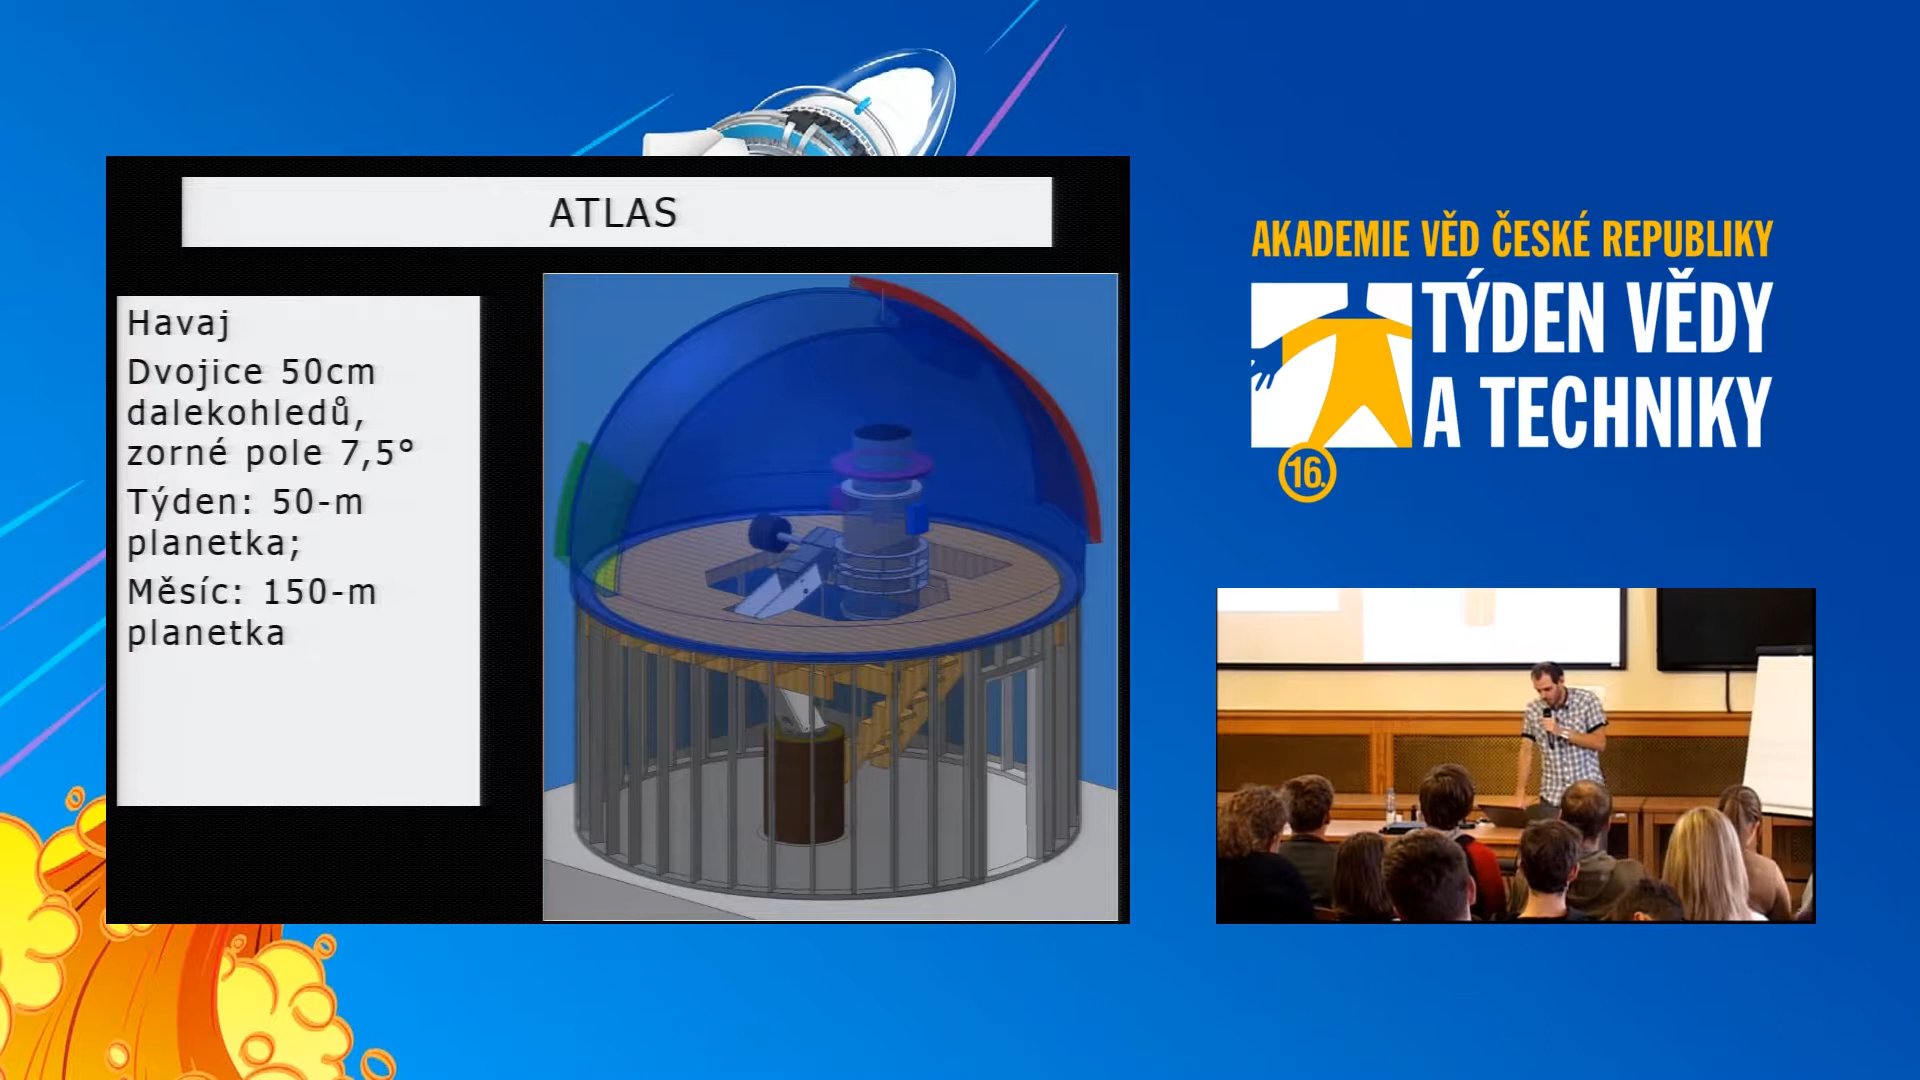 ATLAS
Havaj
Dvojice 50cm
dalekohledů,
zorné pole 7,5°
Týden: 50-m
planetka;
Měsíc: 150-m
planetka
AKADEMIE VĚD ČESKÉ REPUBLIKY
TÝDEN VĚDY
A TECHNIKY
16.